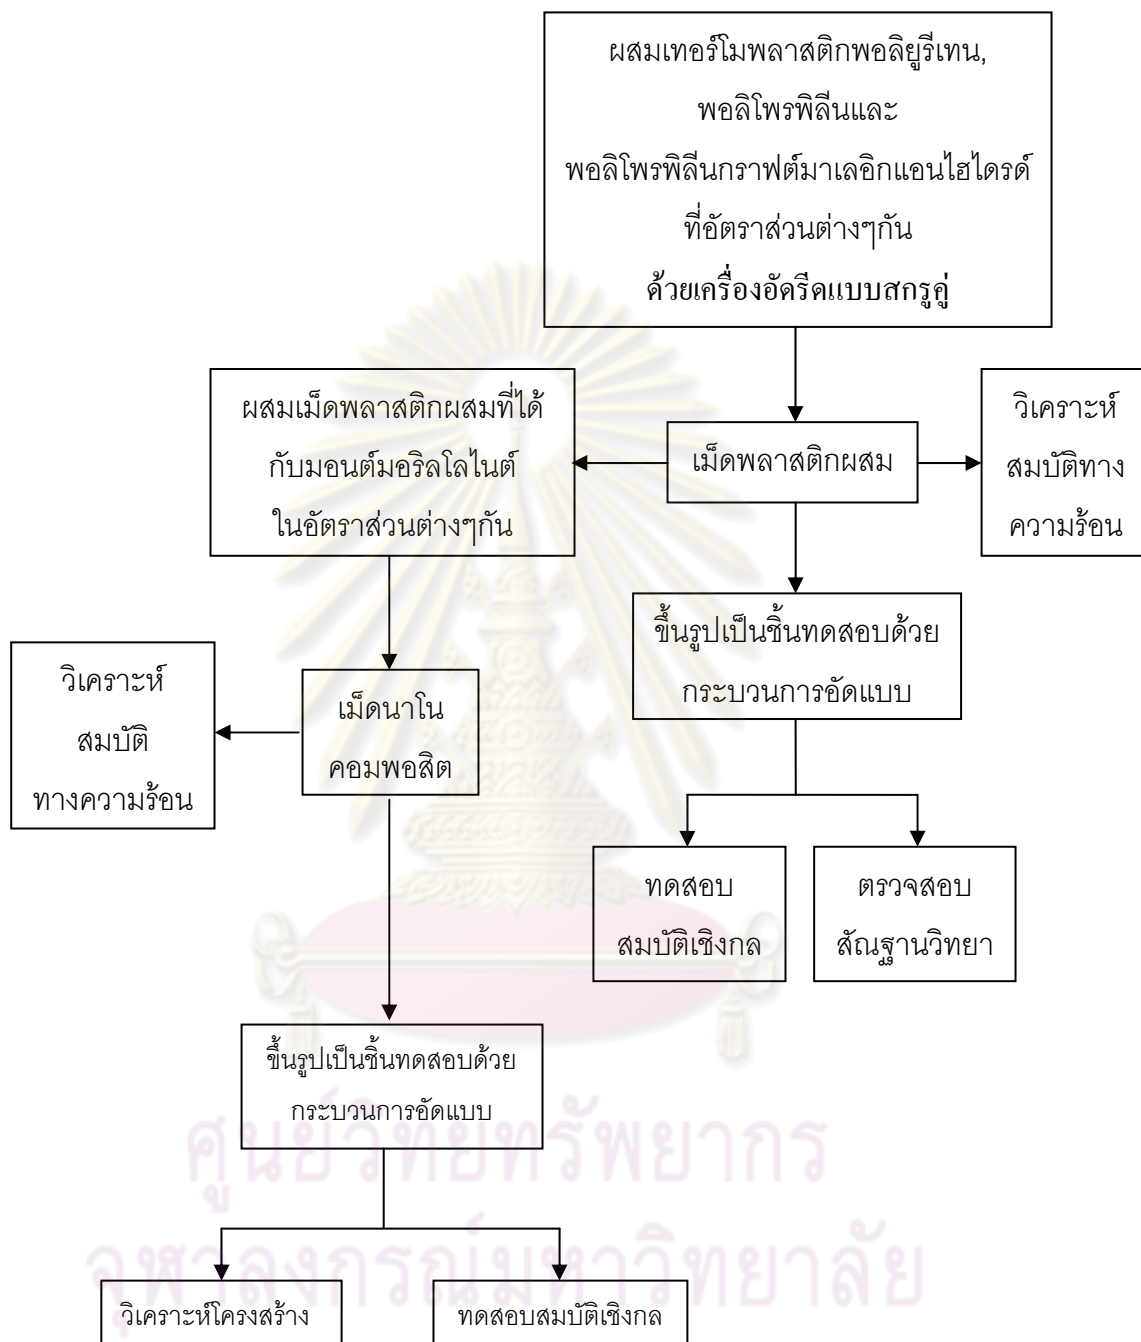 ผสมเทอร์โมพลาสติกพอลิยูรีเทน,
พอลิโพรพิลีนและ
พอลิโพรพิลีนกราฟต์มาเลอิกแอนไฮไดรด์
ที่อัตราส่วนต่างๆกัน
ด้วยเครื่องอัดรีดแบบสกรูคู่
ผสมเม็ดพลาสติกผสมที่ได้
กับมอนต์มอริลโลไนต์
ในอัตราส่วนต่างๆกัน
เม็ดพลาสติกผสม
วิเคราะห์
สมบัติทาง
ความร้อน
ขึ้นรูปเป็นชิ้นทดสอบด้วย
กระบวนการอัดแบบ
วิเคราะห์
สมบัติ
ทางความร้อน
เม็ดนาโน
คอมพอสิต
ทดสอบ
สมบัติเชิงกล
ตรวจสอบ
สัณฐานวิทยา
ขึ้นรูปเป็นชิ้นทดสอบด้วย
กระบวนการอัดแบบ
ศูนย์วิทยทรัพยากร
จุฬาลงกรณ์มหาวิทยาลัย
วิเคราะห์โครงสร้าง
ทดสอบสมบัติเชิงกล